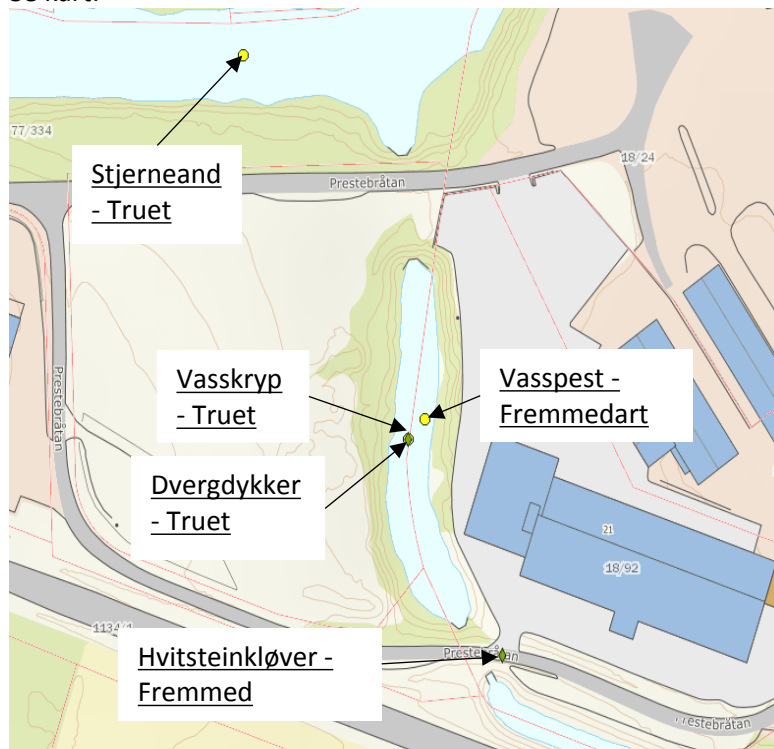 77/334
18/24
Prestebråtan
Stjerneand
- Truet
Prestebråtan
Vasskryp
- Truet
Vasspest -
Fremmedart
Dvergdykker
- Truet
21
18/92
1134/1
Hvitsteinkløver -
Fremmed
Prestebråtan
Prestebråtan